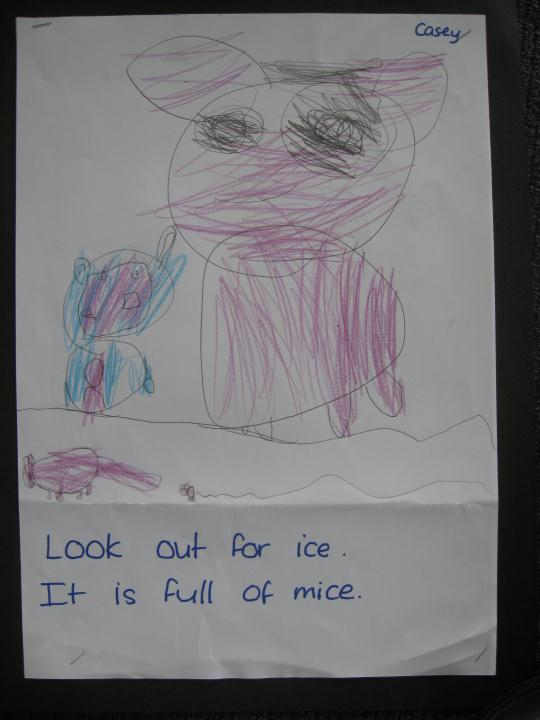 Casey
Look out for ice.
It is full of mice.